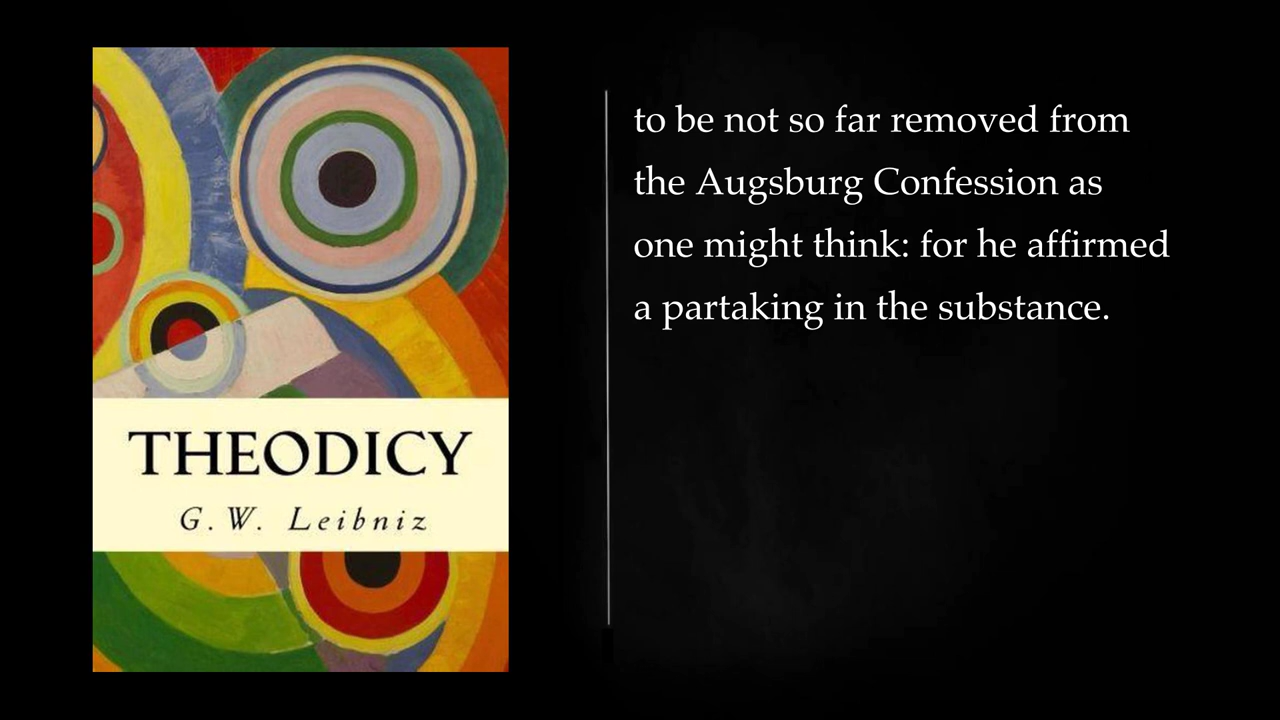 THEODICY
G. W. Leibniz
to be not so far removed from
the Augsburg Confession as
one might think: for he affirmed
a partaking in the substance.